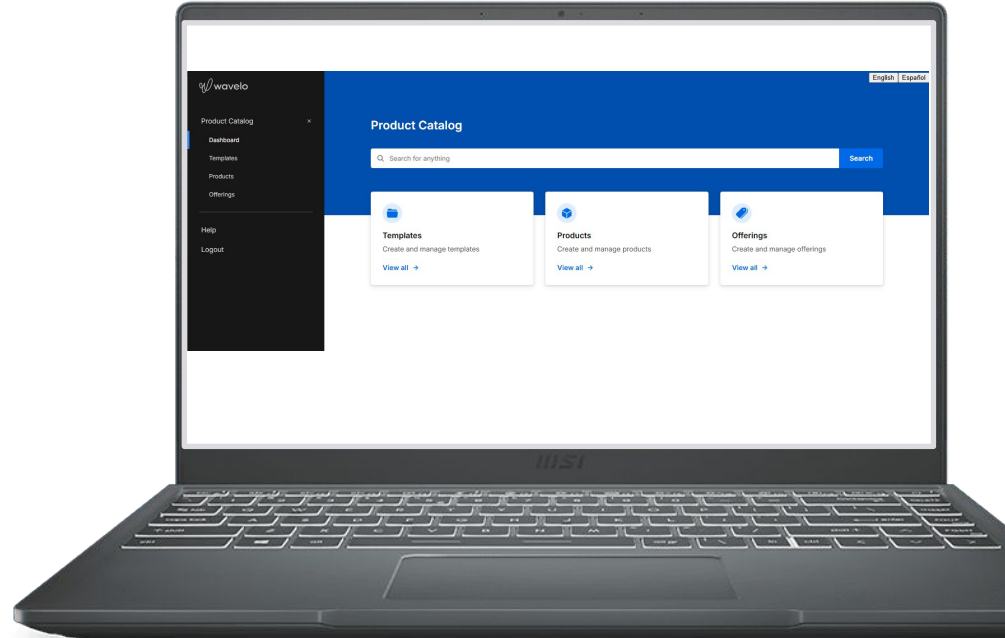 wavelo
English Español
Product Catalog ×
Dashboard
Templates
Products
Offerings
Help
Logout
Product Catalog
Search for anything
Search
Templates
Create and manage templates
View all →
Products
Create and manage products
View all →
Offerings
Create and manage offerings
View all →
msi